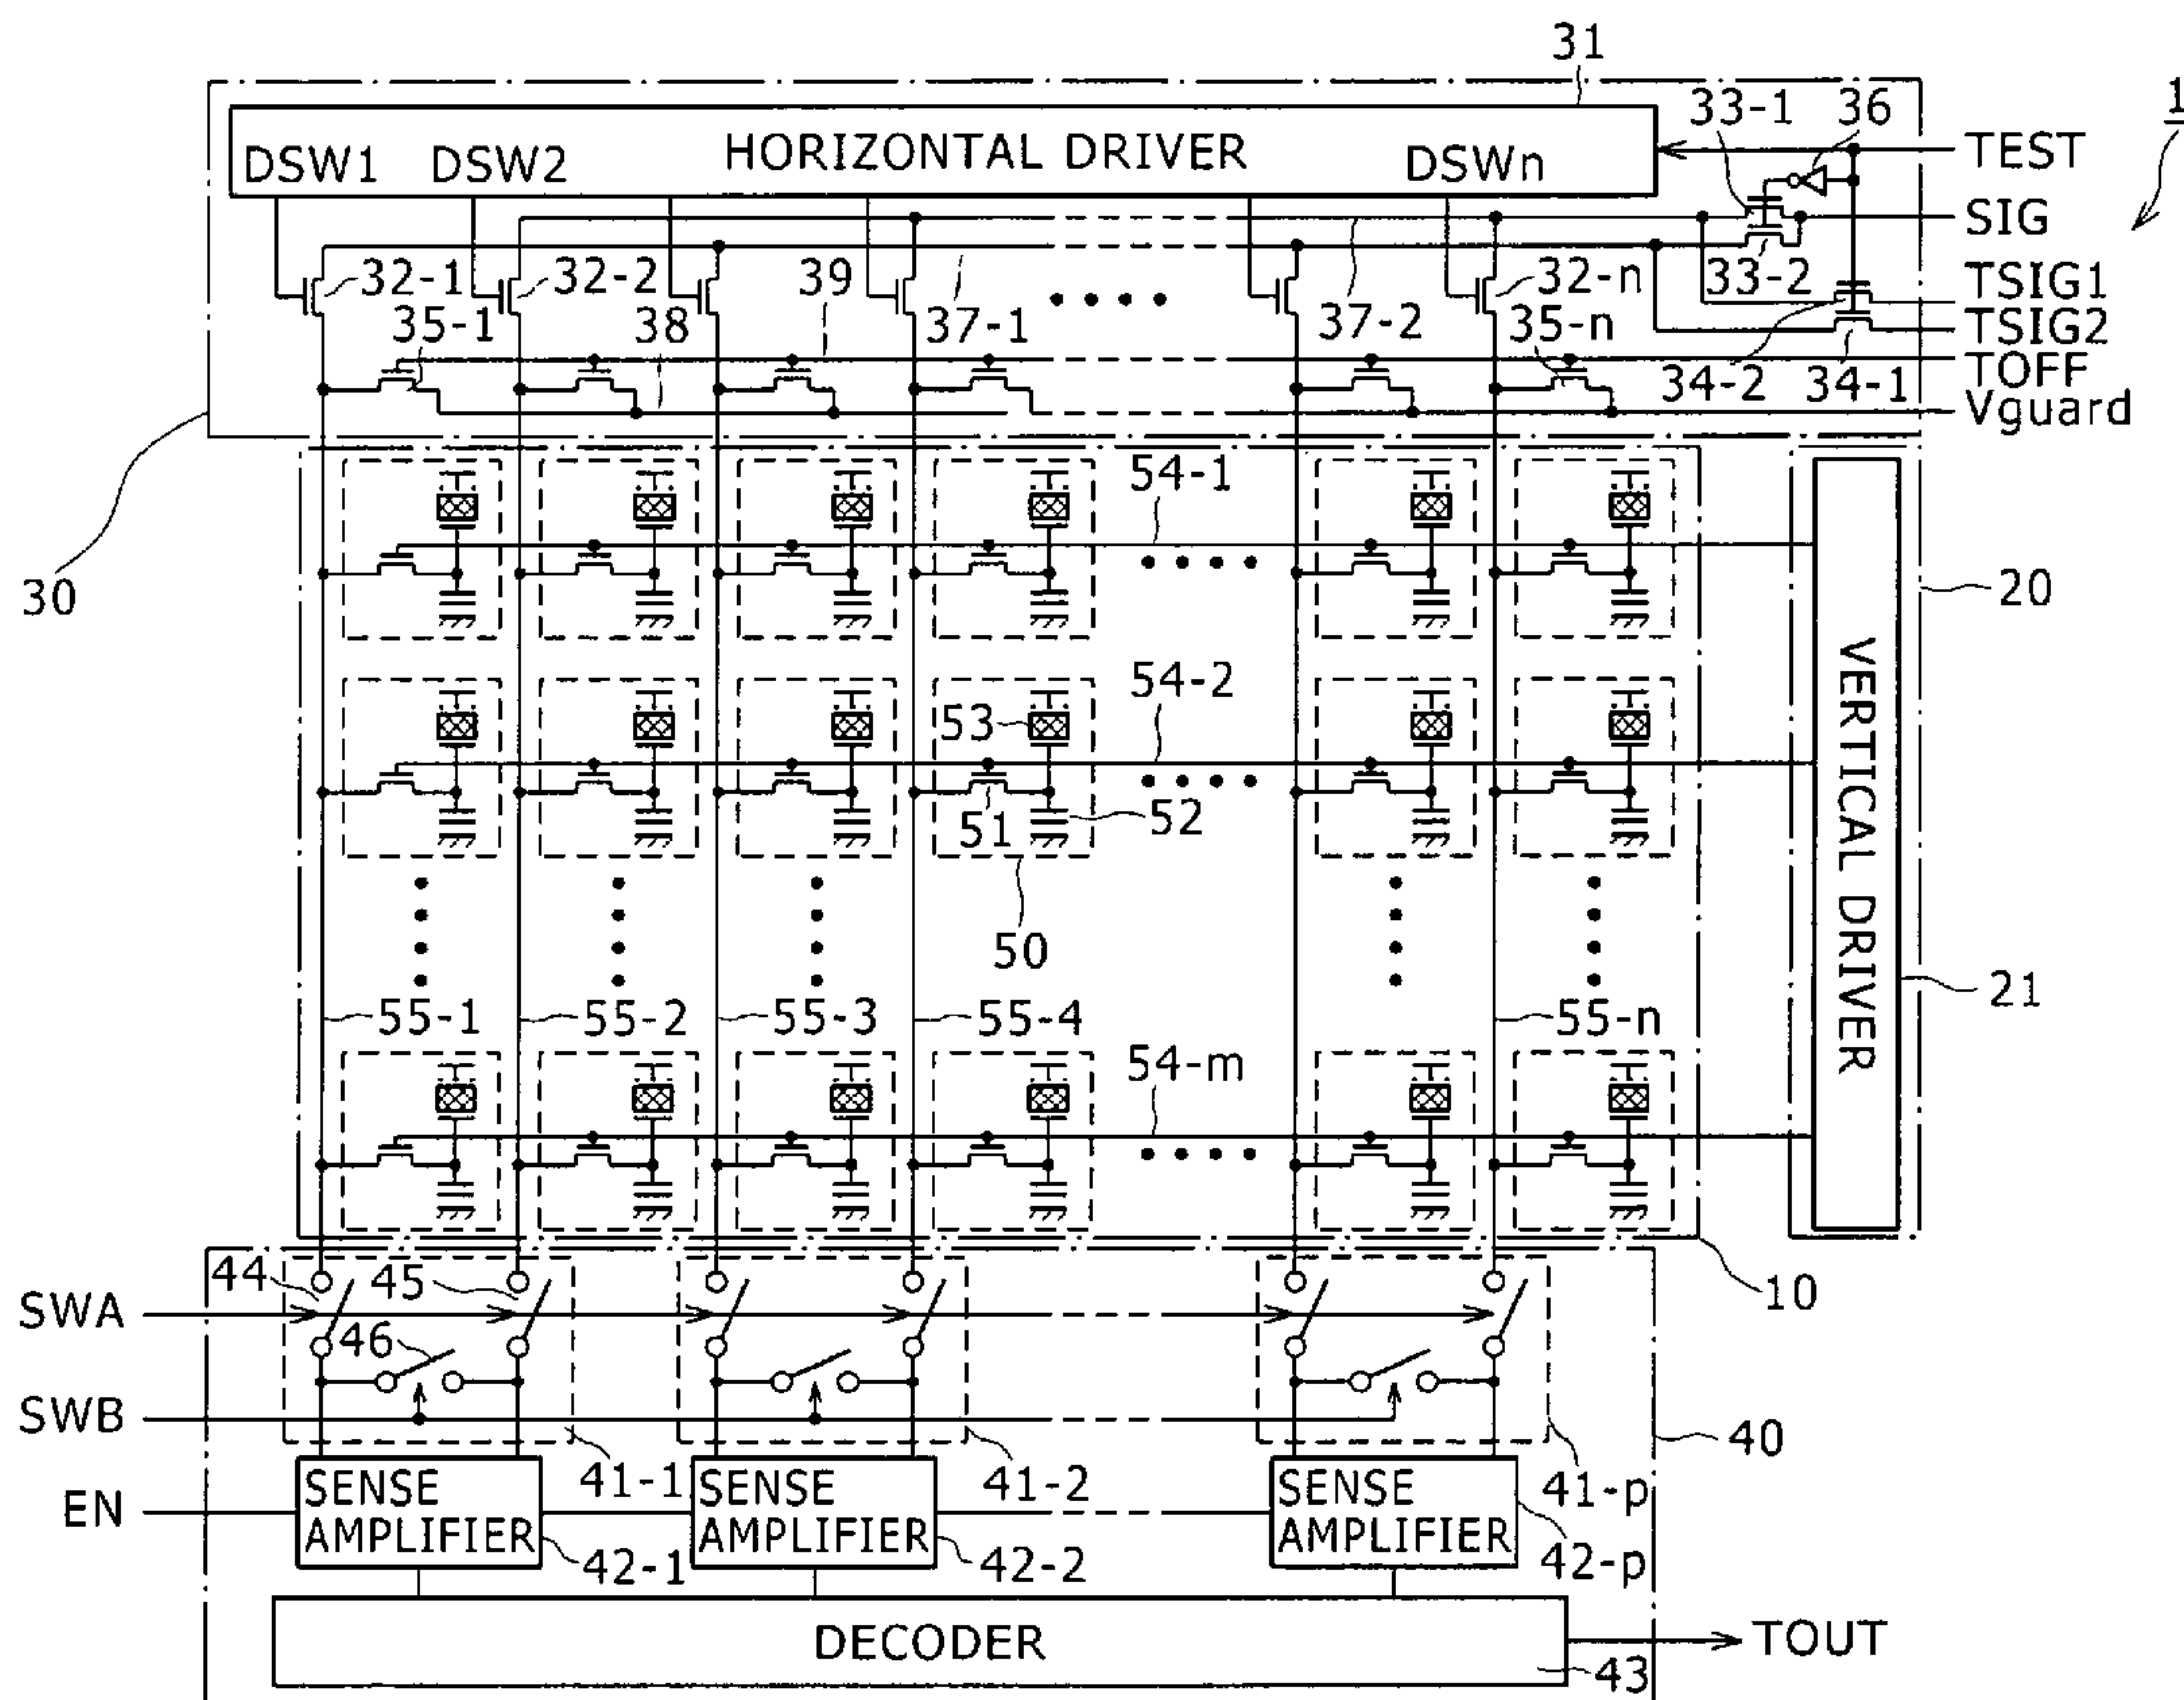 31
1
33-1
36
HORIZONTAL DRIVER
DSW1
DSW2
DSWn
TEST
SIG
32-1
32-2
39
32-n
33-2
TSIG1
35-1
38
37-1
37-2
35-n
TSIG2
34-2
34-1
TOFF
Vguard
54-1
30
20
54-2
53
51
52
VERTICAL DRIVER
50
21
55-1
55-2
55-3
55-4
55-n
54-m
44
45
10
SWA
46
SWB
40
41-1
41-2
41-p
SENSE
AMPLIFIER
SENSE
AMPLIFIER
SENSE
AMPLIFIER
EN
42-1
42-2
42-p
DECODER
TOUT
43